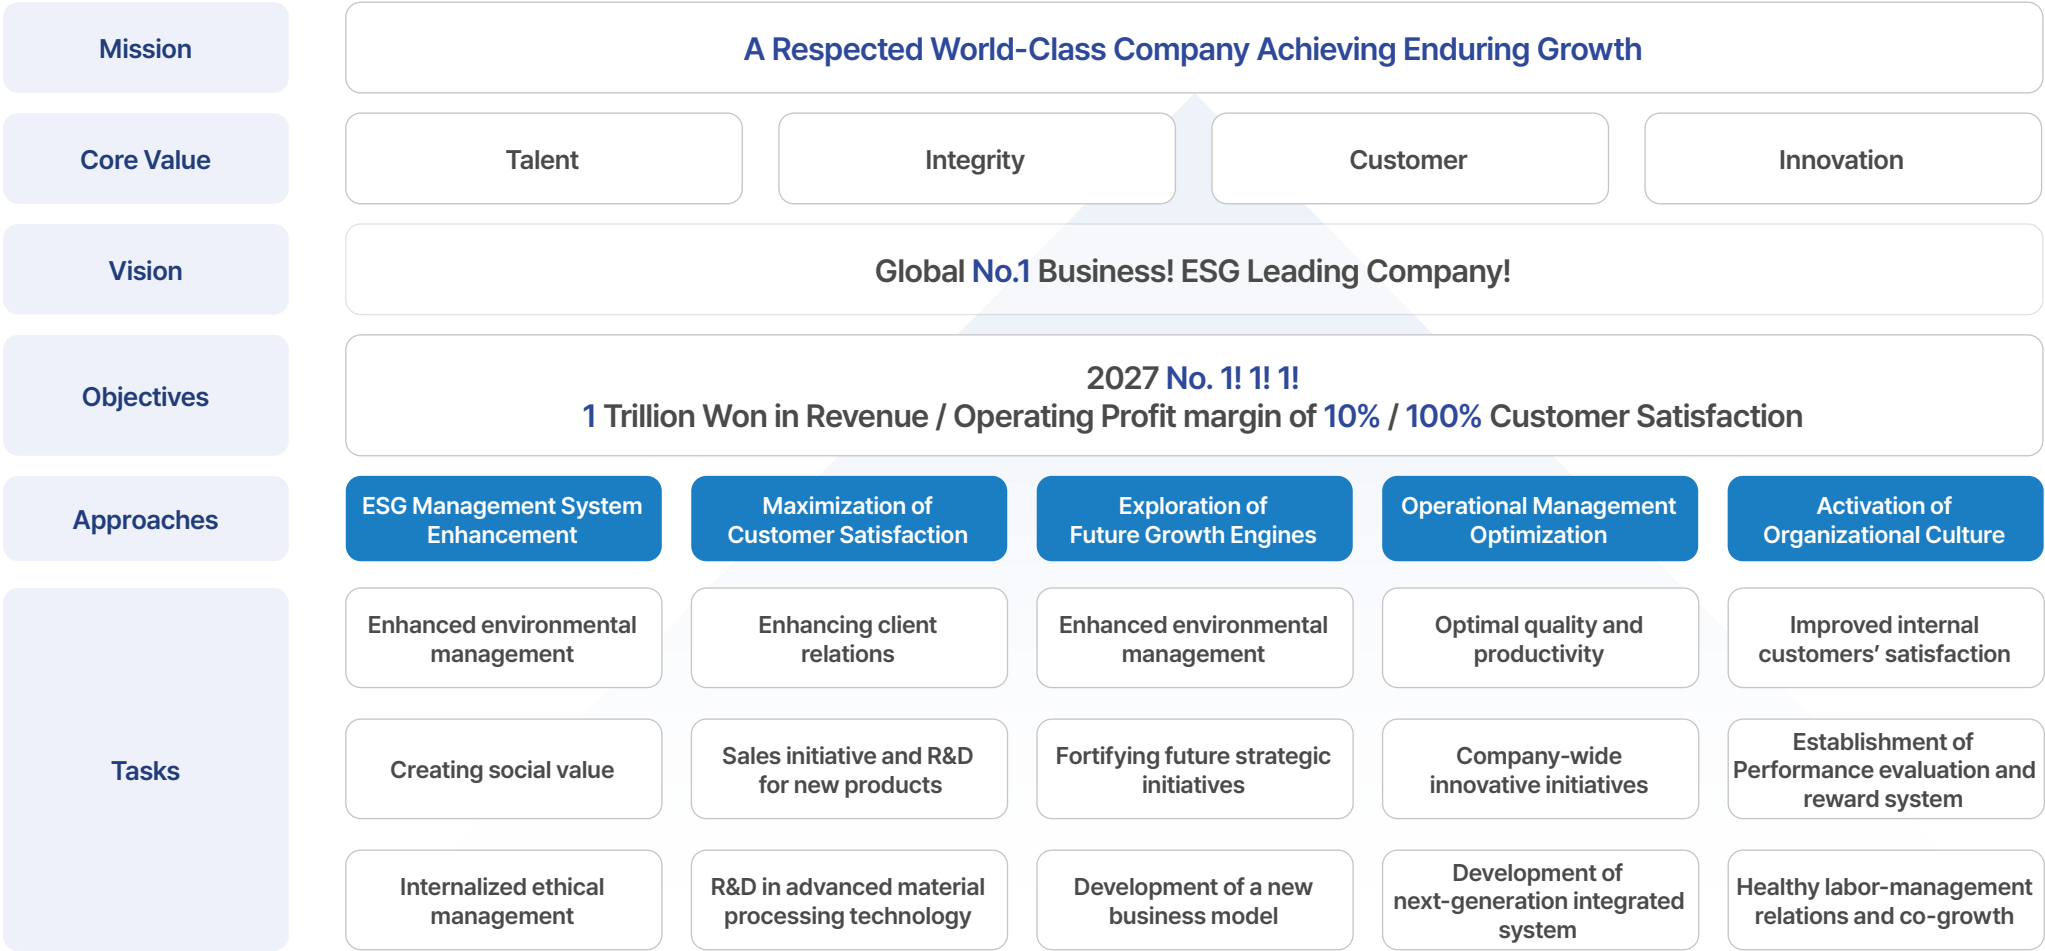 Mission
A Respected World-Class Company Achieving Enduring Growth
Core Value
Talent
Integrity
Customer
Innovation
Vision
Global No.1 Business! ESG Leading Company!
Objectives
2027 No. 1! 1! 1!
1 Trillion Won in Revenue / Operating Profit margin of 10% / 100% Customer Satisfaction
Approaches
ESG Management System
Enhancement
Maximization of
Customer Satisfaction
Exploration of
Future Growth Engines
Operational Management
Optimization
Activation of
Organizational Culture
Tasks
Enhanced environmental
management
Enhancing client
relations
Enhanced environmental
management
Optimal quality and
productivity
Improved internal
customers’ satisfaction
Creating social value
Sales initiative and R&D
for new products
Fortifying future strategic
initiatives
Company-wide
innovative initiatives
Establishment of
Performance evaluation and
reward system
Internalized ethical
management
R&D in advanced material
processing technology
Development of a new
business model
Development of
next-generation integrated
system
Healthy labor-management
relations and co-growth